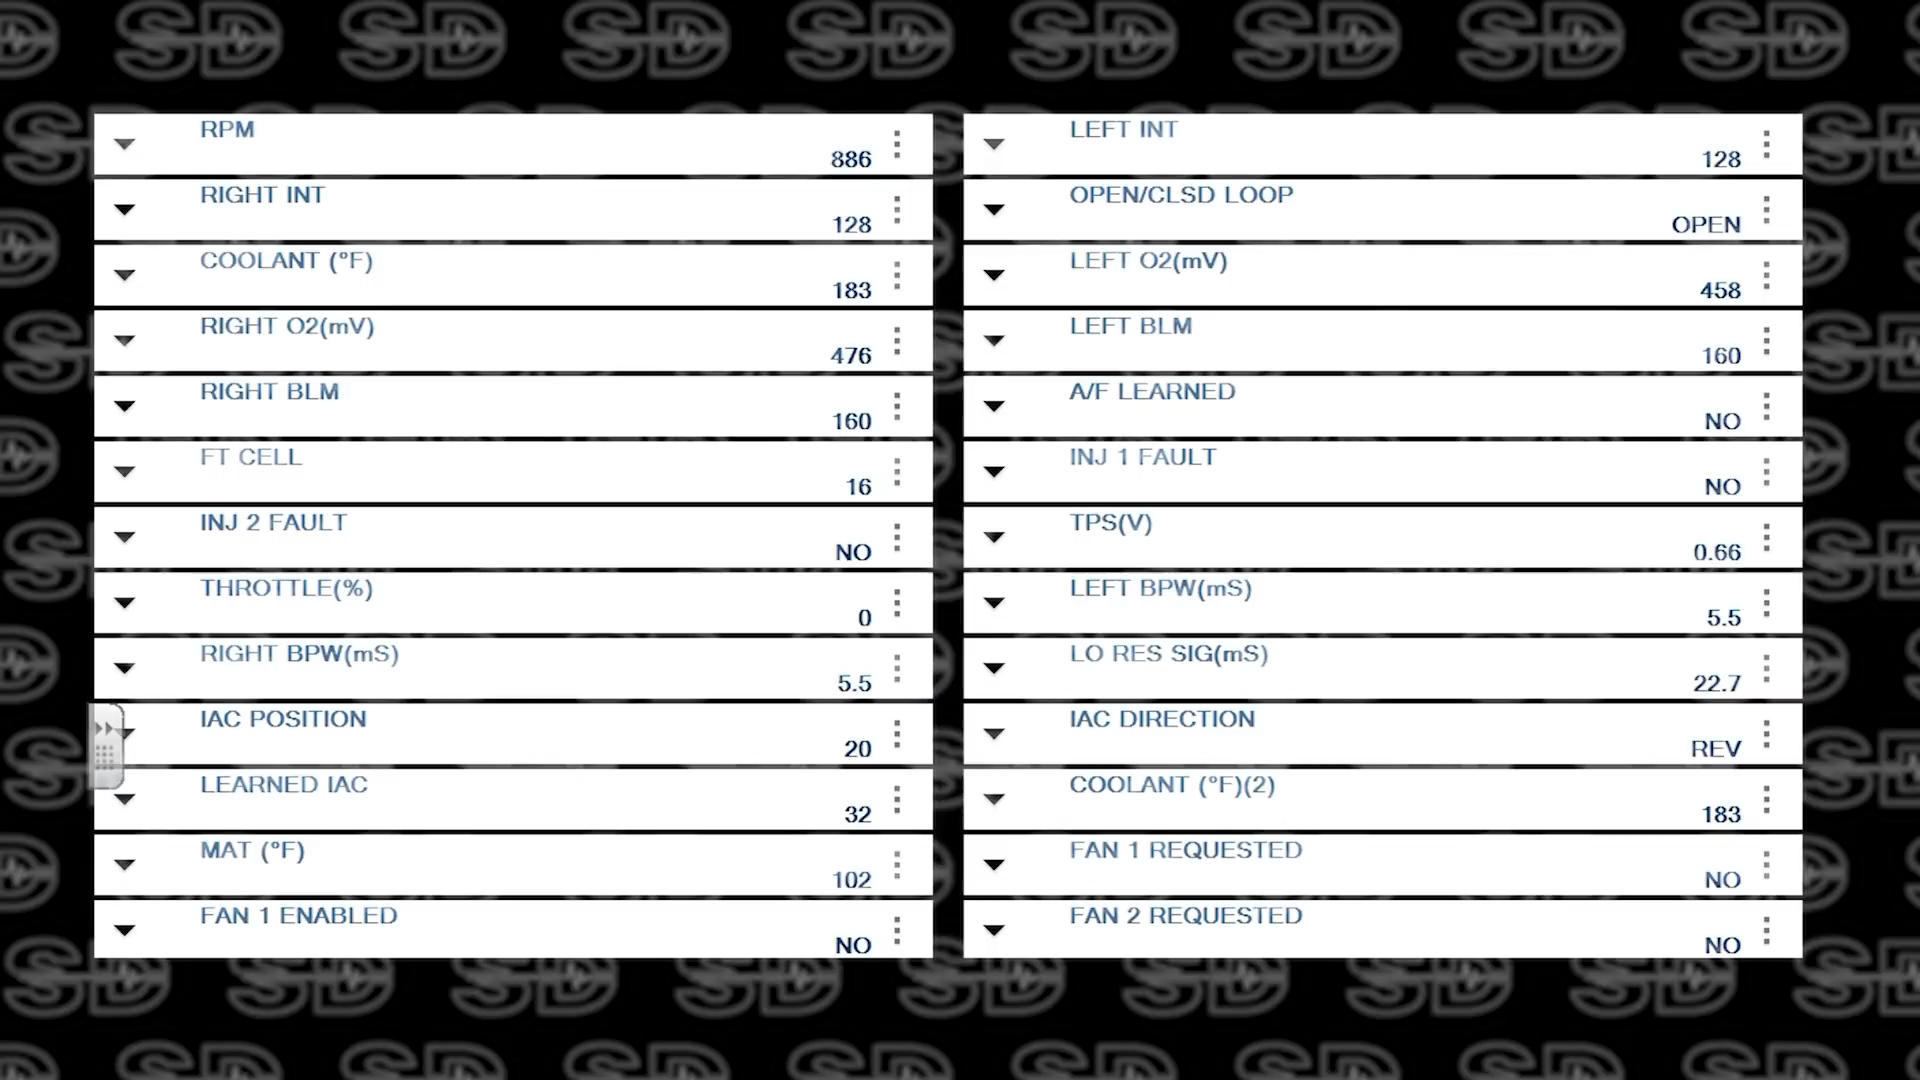 RPM
886
LEFT INT
128
RIGHT INT
128
OPEN/CLSD LOOP
OPEN
COOLANT (°F)
183
LEFT O2(mV)
458
RIGHT O2(mV)
476
LEFT BLM
160
RIGHT BLM
160
A/F LEARNED
NO
FT CELL
16
INJ 1 FAULT
NO
INJ 2 FAULT
NO
TPS(V)
0.66
THROTTLE(%)
0
LEFT BPW(mS)
5.5
RIGHT BPW(mS)
5.5
LO RES SIG(mS)
22.7
IAC POSITION
20
IAC DIRECTION
REV
LEARNED IAC
32
COOLANT (°F)(2)
183
MAT (°F)
102
FAN 1 REQUESTED
NO
FAN 1 ENABLED
NO
FAN 2 REQUESTED
NO